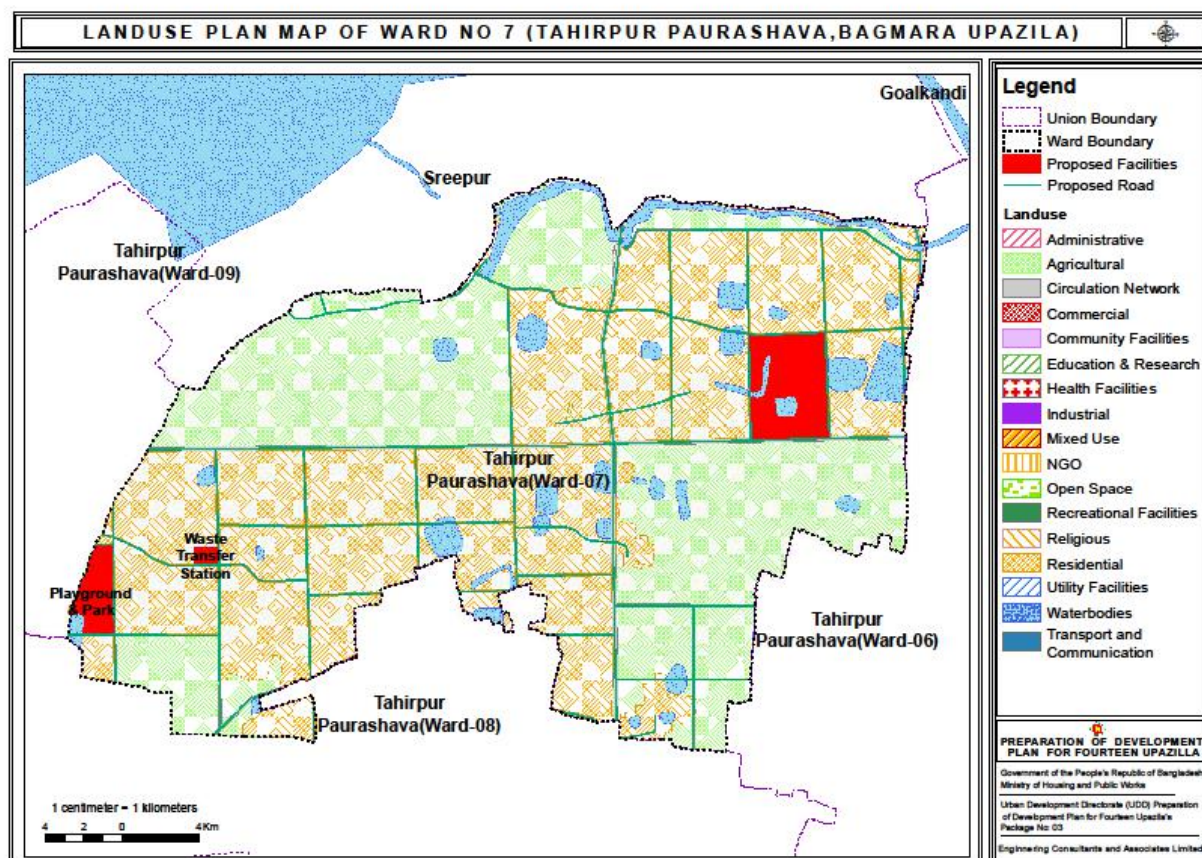 LANDUSE PLAN MAP OF WARD NO 7 (TAHIRPUR PAURASHAVA,BAGMARA UPAZILA)
Goalkandi
Sreepur
Tahirpur
Paurashava(Ward-09)
Tahirpur
Paurashava(Ward-07)
Waste
Transfer
Station
Playground
& Park
Tahirpur
Paurashava(Ward-06)
Tahirpur
Paurashava(Ward-08)
1 centimeter = 1 kilometers
4 2 0 4Km
Legend
Union Boundary
Ward Boundary
Proposed Facilities
Proposed Road
Landuse
Administrative
Agricultural
Circulation Network
Commercial
Community Facilities
Education & Research
Health Facilities
Industrial
Mixed Use
NGO
Open Space
Recreational Facilities
Religious
Residential
Utility Facilities
Waterbodies
Transport and
Communication
PREPARATION OF DEVELOPMENT
PLAN FOR FOURTEEN UPAZILLA
Government of the People's Republic of Bangladesh
Ministry of Housing and Public Works
Urban Development Directorate (UDD) Preparation
of Development Plan for Fourteen Upazila's
Package No: 03
Enginnering Consultants and Associates Limited